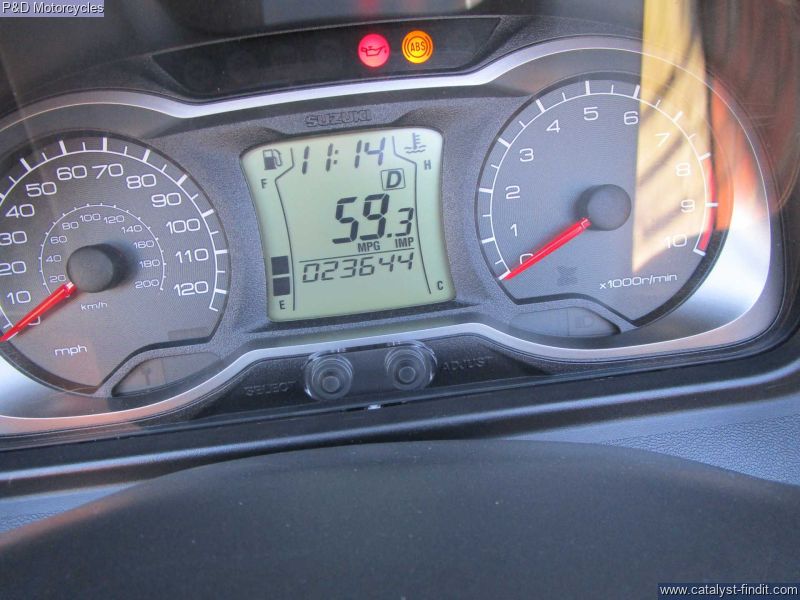 P&D Motorcycles
ABS
SUZUKI
F 11:14 H
D
59.3
MPG IMP
E 023644 C
0 10 20 30 40 50 60 70 80 90 100 110 120
20 40 60 80 100 120 140 160 180 200
km/h
mph
0 1 2 3 4 5 6 7 8 9 10
x1000r/min
SELECT ADJUST
www.catalyst-findit.com